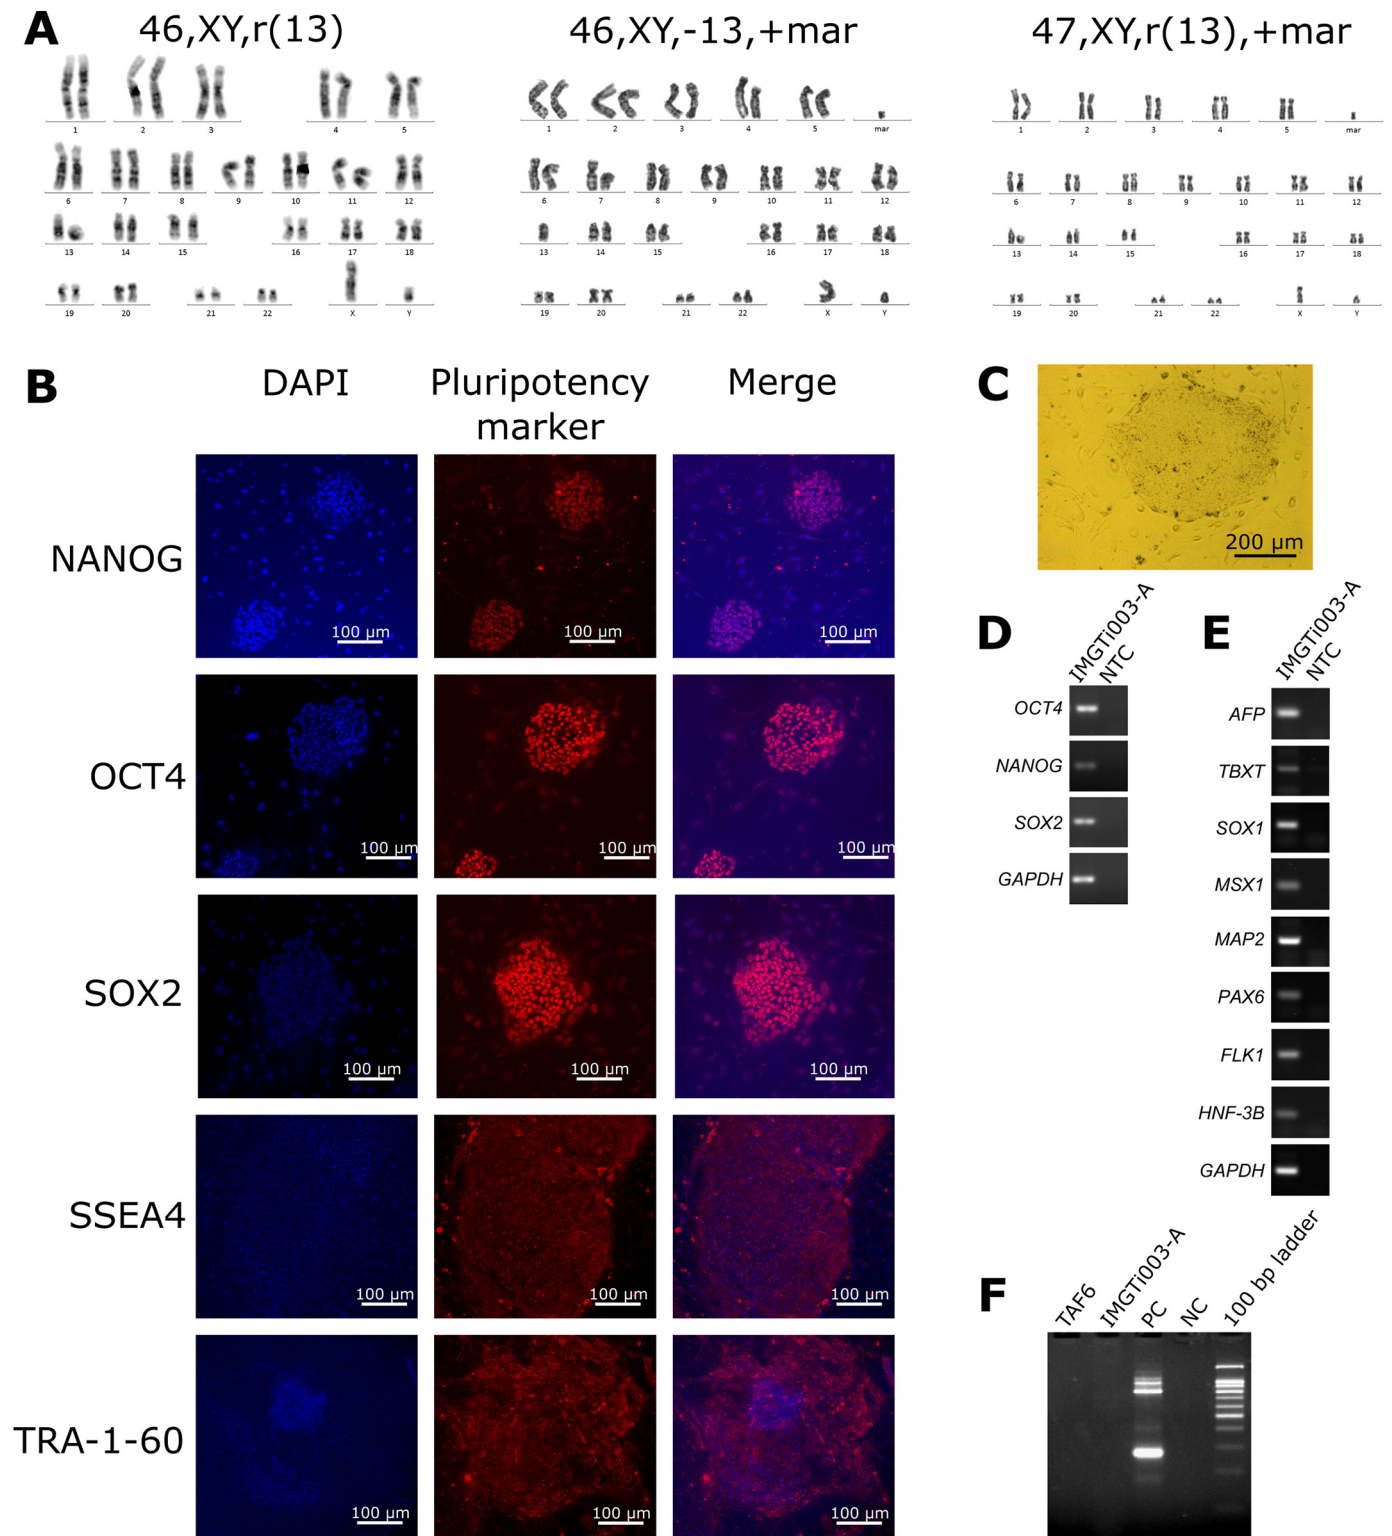 A
46,XY,r(13)
46,XY,-13,+mar
47,XY,r(13),+mar
1 2 3 4 5
6 7 8 9 10 11 12
13 14 15 16 17 18
19 20 21 22 X Y
1 2 3 4 5 mar
6 7 8 9 10 11 12
13 14 15 16 17 18
19 20 21 22 X Y
1 2 3 4 5 mar
6 7 8 9 10 11 12
13 14 15 16 17 18
19 20 21 22 X Y
B
DAPI
Pluripotency
marker
Merge
NANOG
100 µm
100 µm
100 µm
OCT4
100 µm
100 µm
100 µm
SOX2
100 µm
100 µm
100 µm
SSEA4
100 µm
100 µm
100 µm
TRA-1-60
100 µm
100 µm
100 µm
C
200 µm
D
IMGTi003-A
NTC
OCT4
NANOG
SOX2
GAPDH
E
IMGTi003-A
NTC
AFP
TBXT
SOX1
MSX1
MAP2
PAX6
FLK1
HNF-3B
GAPDH
F
TAF6
IMGTi003-A
PC
NC
100 bp ladder